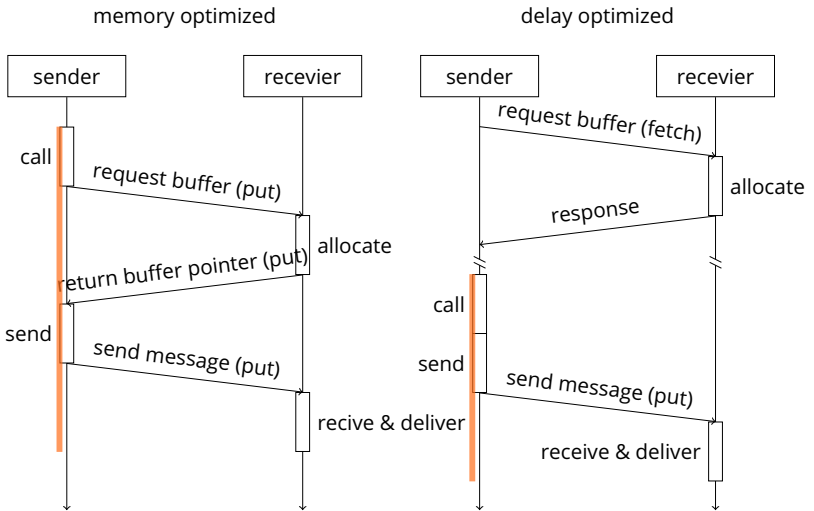 memory optimized
sender
recevier
call
request buffer (put)
allocate
return buffer pointer (put)
send
send message (put)
recive & deliver
delay optimized
sender
recevier
request buffer (fetch)
allocate
response
call
send
send message (put)
receive & deliver